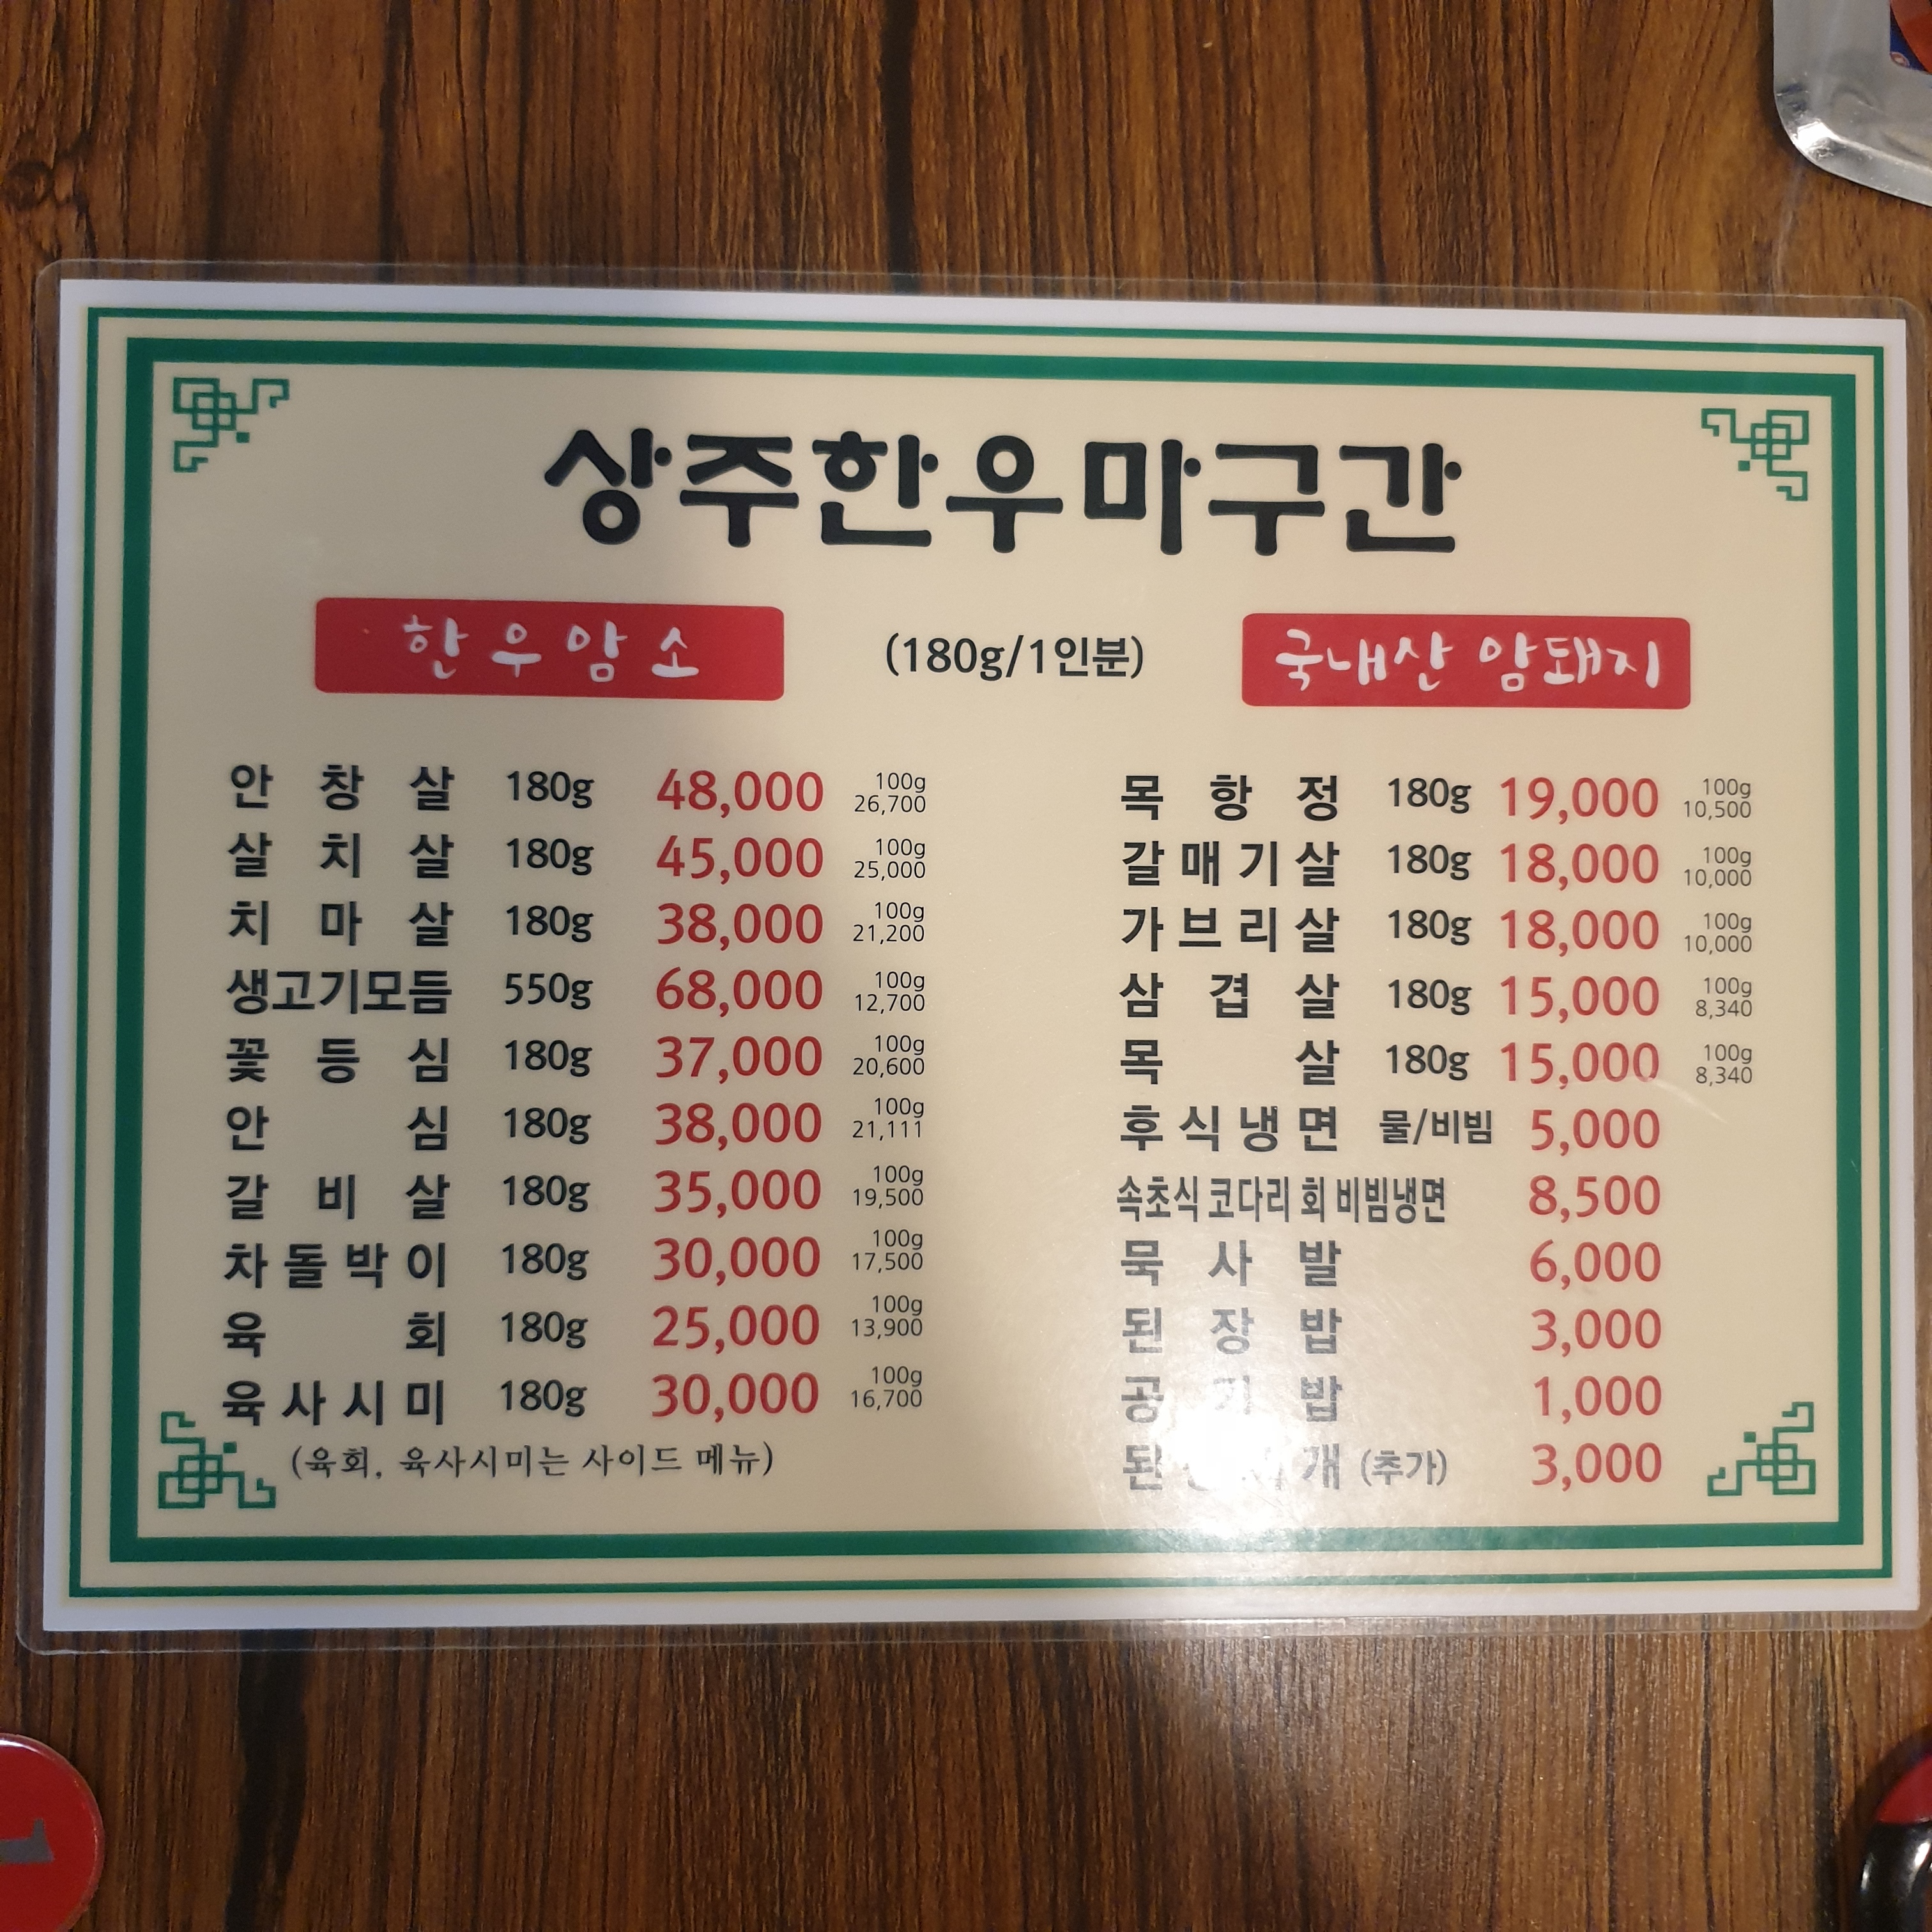 상주한우마구간
한우암소
(180g/1인분)
국내산 암돼지
안창살 180g 48,000 100g 26,700
살치살 180g 45,000 100g 25,000
치마살 180g 38,000 100g 21,200
생고기모듬 550g 68,000 100g 12,700
꽃등심 180g 37,000 100g 20,600
안심 180g 38,000 100g 21,111
갈비살 180g 35,000 100g 19,500
차돌박이 180g 30,000 100g 17,500
육회 180g 25,000 100g 13,900
육사시미 180g 30,000 100g 16,700
(육회, 육사시미는 사이드 메뉴)
목항정 180g 19,000 100g 10,500
갈매기살 180g 18,000 100g 10,000
가브리살 180g 18,000 100g 10,000
삼겹살 180g 15,000 100g 8,340
목살 180g 15,000 100g 8,340
후식냉면 물/비빔 5,000
속초식 코다리 회 비빔냉면 8,500
묵사발 6,000
된장밥 3,000
공기밥 1,000
(추가) 3,000
1